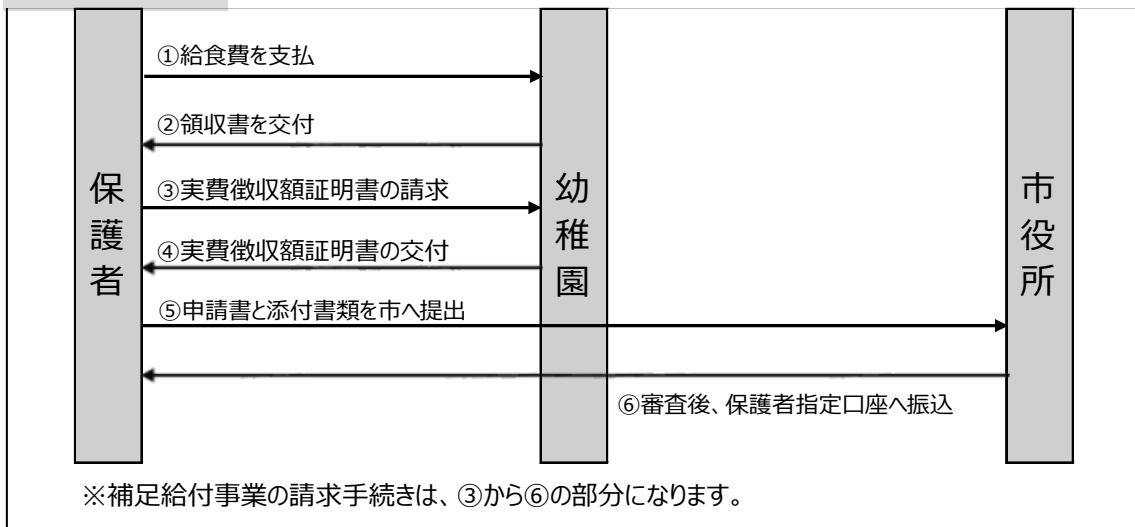 ①給食費を支払
②領収書を交付
③実費徴収額証明書の請求
④実費徴収額証明書の交付
⑤申請書と添付書類を市へ提出
⑥審査後、保護者指定口座へ振込
保護者
幼稚園
市役所
※補足給付事業の請求手続きは、③から⑥の部分になります。